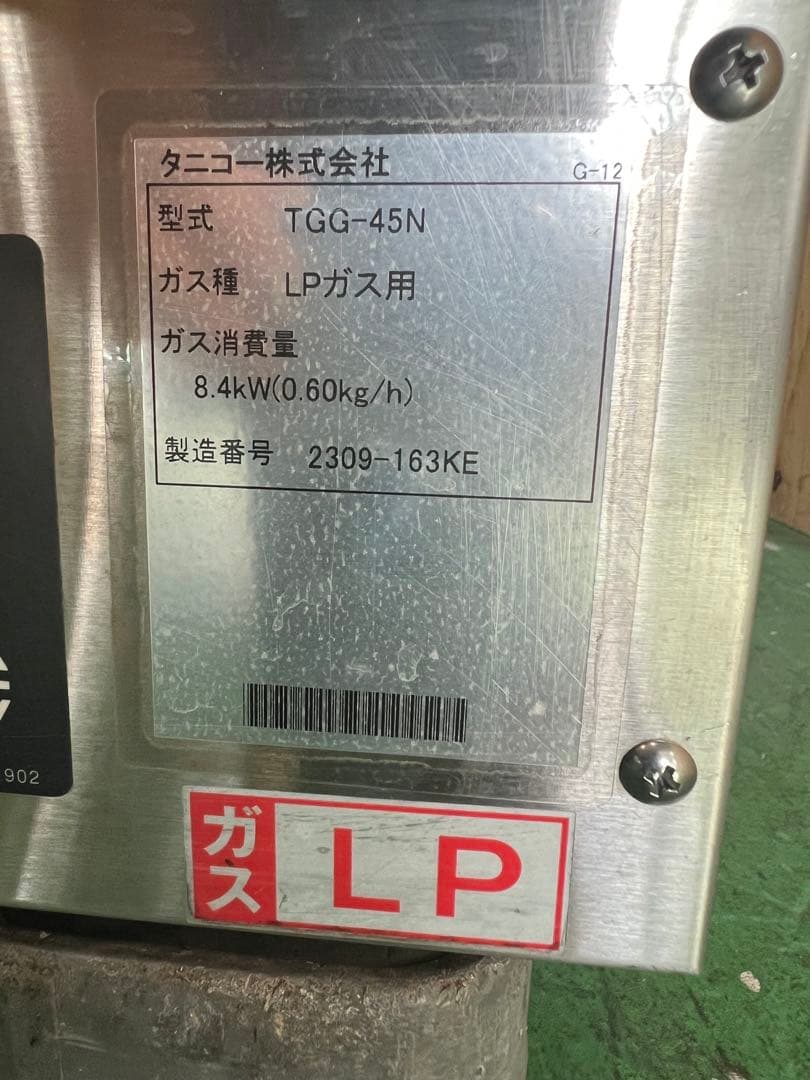 タニコー株式会社
G-12
型式 TGG-45N
ガス種 LPガス用
ガス消費量
8.4kW(0.60kg/h)
製造番号 2309-163KE
902
ガス LP